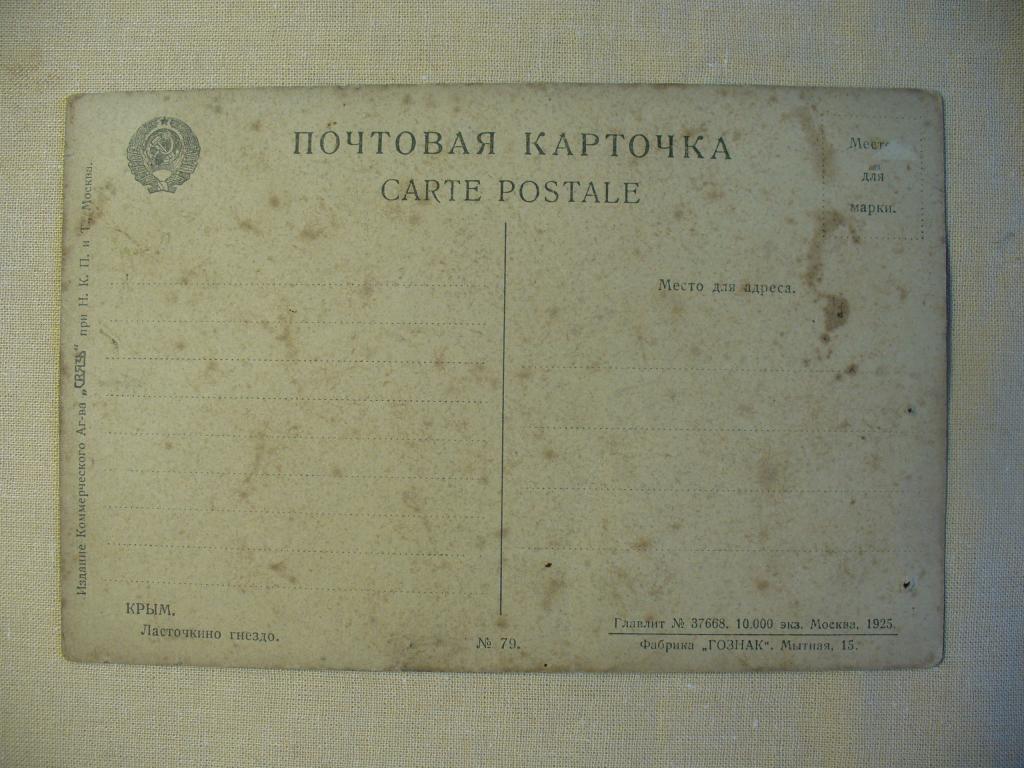 ПОЧТОВАЯ КАРТОЧКА
CARTE POSTALE
Место
для
марки.
Место для адреса.
Издание Коммерческого Аг-ва „СВЯЗЬ“ при Н. К. П. и Т., Москва.
КРЫМ.
Ласточкино гнездо.
№ 79.
Главлит № 37668. 10.000 экз. Москва, 1925.
Фабрика „ГОЗНАК“. Мытная, 15.